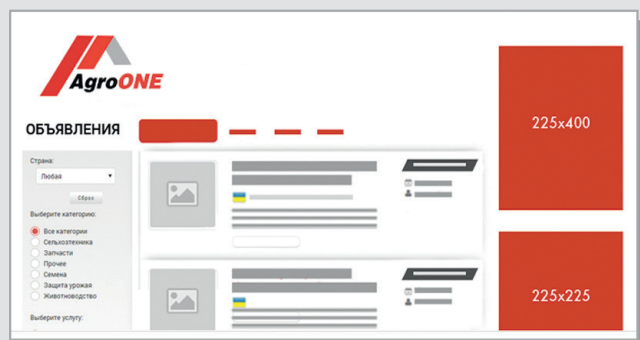 AgroONE
ОБЪЯВЛЕНИЯ
Страна:
Любая
Сброс
Выберите категорию:
Все категории
Сельхозтехника
Запчасти
Прочее
Семена
Защита урожая
Животноводство
Выберите услугу:
225x400
225x225